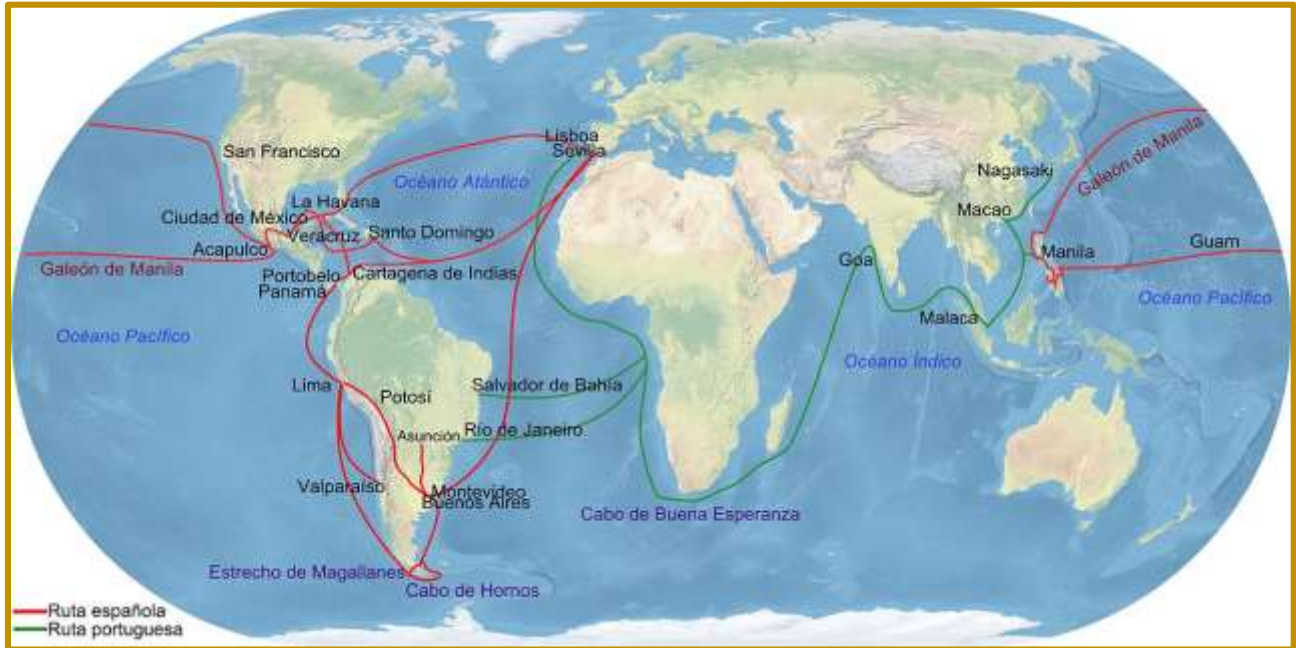 Lisboa
Sevilla
San Francisco
Nagasaki
Océano Atántico
Galeón de Manila
La Havana
Macao
Ciudad de México
Veracruz
Santo Domingo
Acapulco
Manila
Guam
Goa
Galeón de Manila
Portobelo
Cartagena de Indias
Panamá
Océano Pacífico
Malaca
Océano Pacífico
Océano Índico
Lima
Salvador de Bahía
Potosí
Asunción
Río de Janeiro
Valparaíso
Montevideo
Buenos Aires
Cabo de Buena Esperanza
Estrecho de Magallanes
Cabo de Hornos
Ruta española
Ruta portuguesa